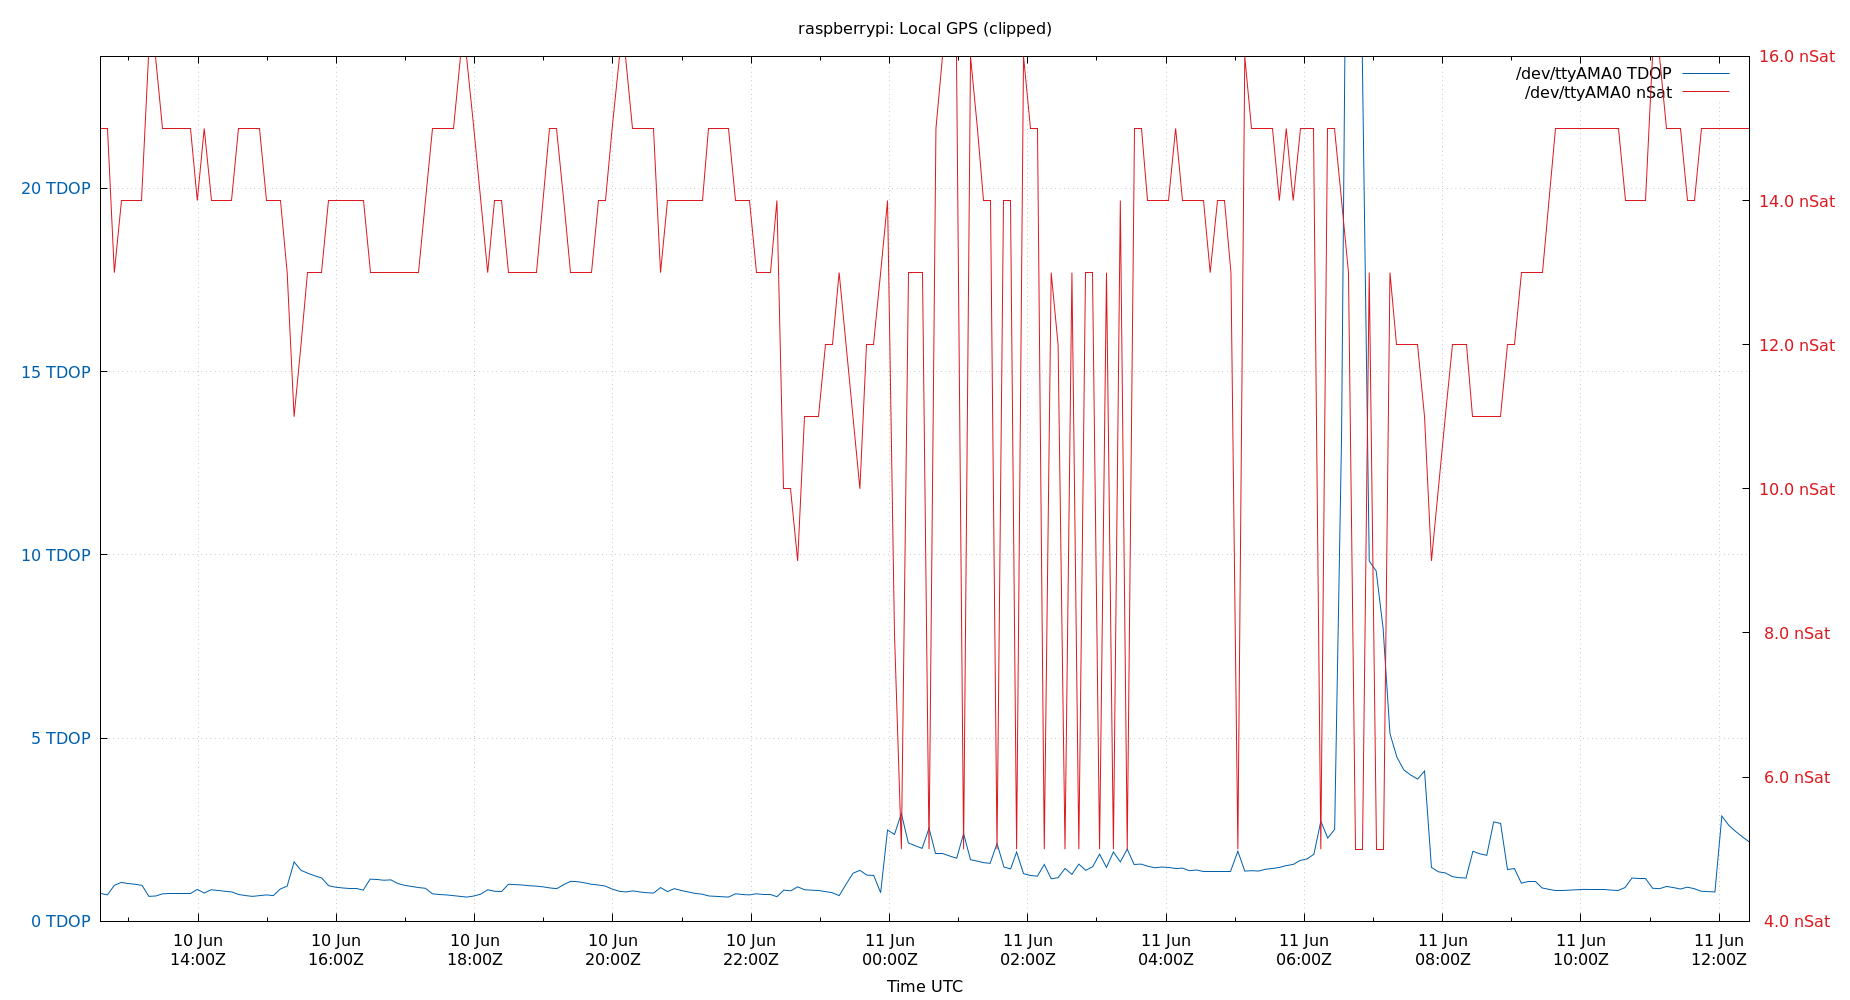 raspberrypi: Local GPS (clipped)
16.0 nSat
/dev/ttyAMA0 TDOP
/dev/ttyAMA0 nSat
20 TDOP
14.0 nSat
15 TDOP
12.0 nSat
10 TDOP
10.0 nSat
8.0 nSat
5 TDOP
6.0 nSat
0 TDOP
4.0 nSat
10 Jun 10 Jun 10 Jun 10 Jun 10 Jun 11 Jun 11 Jun 11 Jun 11 Jun 11 Jun 11 Jun 11 Jun
14:00Z 16:00Z 18:00Z 20:00Z 22:00Z 00:00Z 02:00Z 04:00Z 06:00Z 08:00Z 10:00Z 12:00Z
Time UTC